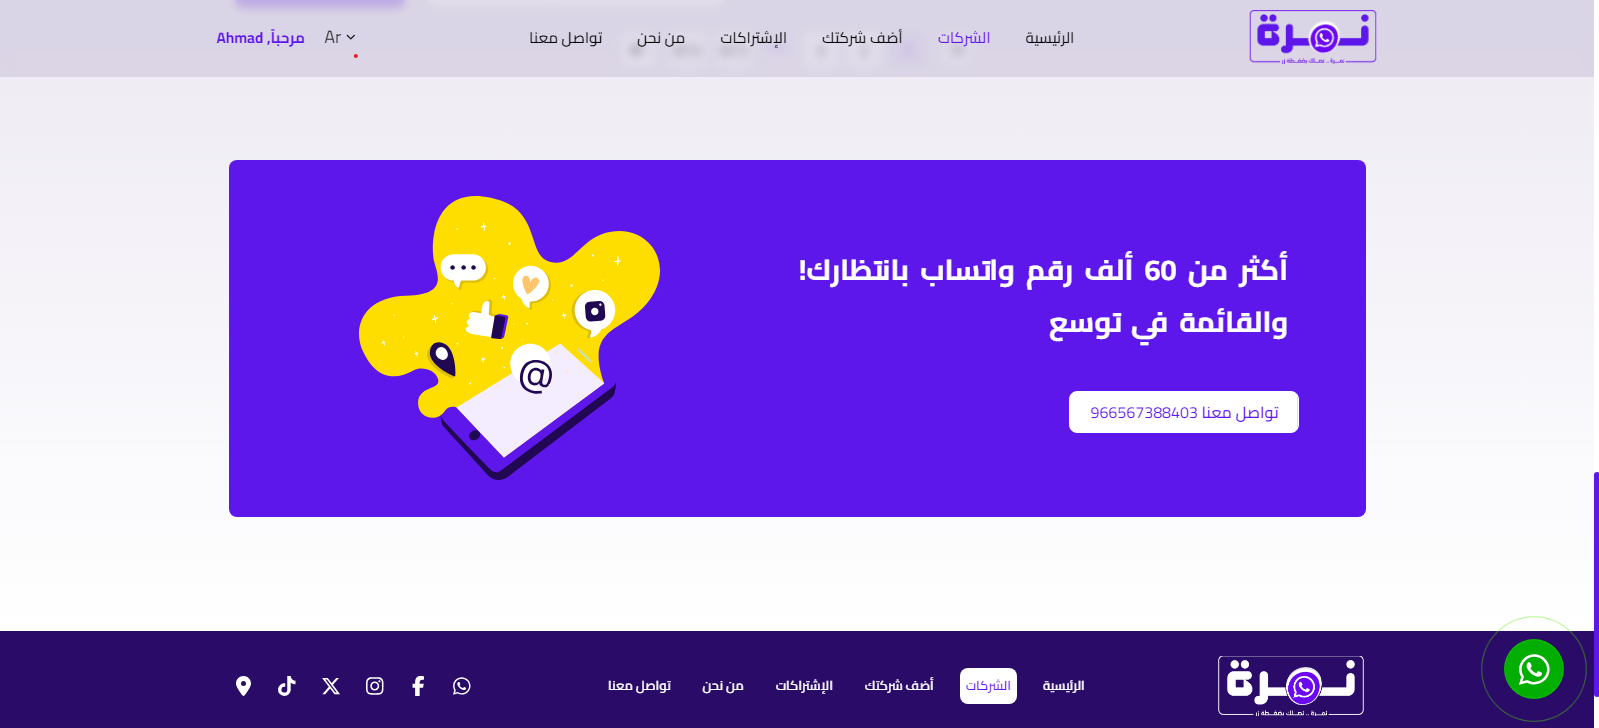 نمرة
نمرة .. نصلك بضغطة زر
الرئيسية
الشركات
أضف شركتك
الإشتراكات
من نحن
تواصل معنا
Ar
مرحباً, Ahmad
أكثر من 60 ألف رقم واتساب بانتظارك!
والقائمة في توسع
تواصل معنا 966567388403
@
نمرة
نمرة .. نصلك بضغطة زر
الرئيسية
الشركات
أضف شركتك
الإشتراكات
من نحن
تواصل معنا